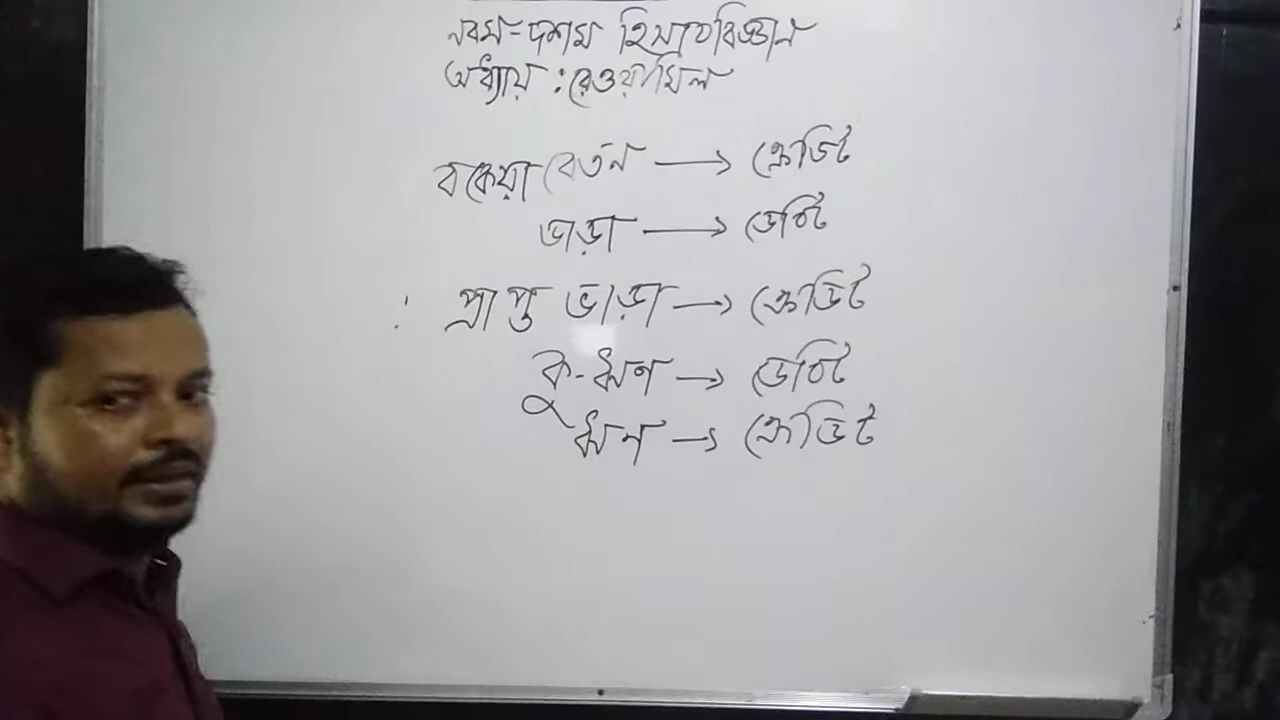 নবম-দশম হিসাববিজ্ঞান
অধ্যায় : রেওয়ামিল
বকেয়া বেতন → ক্রেডিট
ভাড়া → ডেবিট
প্রাপ্ত ভাড়া → ক্রেডিট
কু-ঋণ → ডেবিট
ঋণ → ক্রেডিট